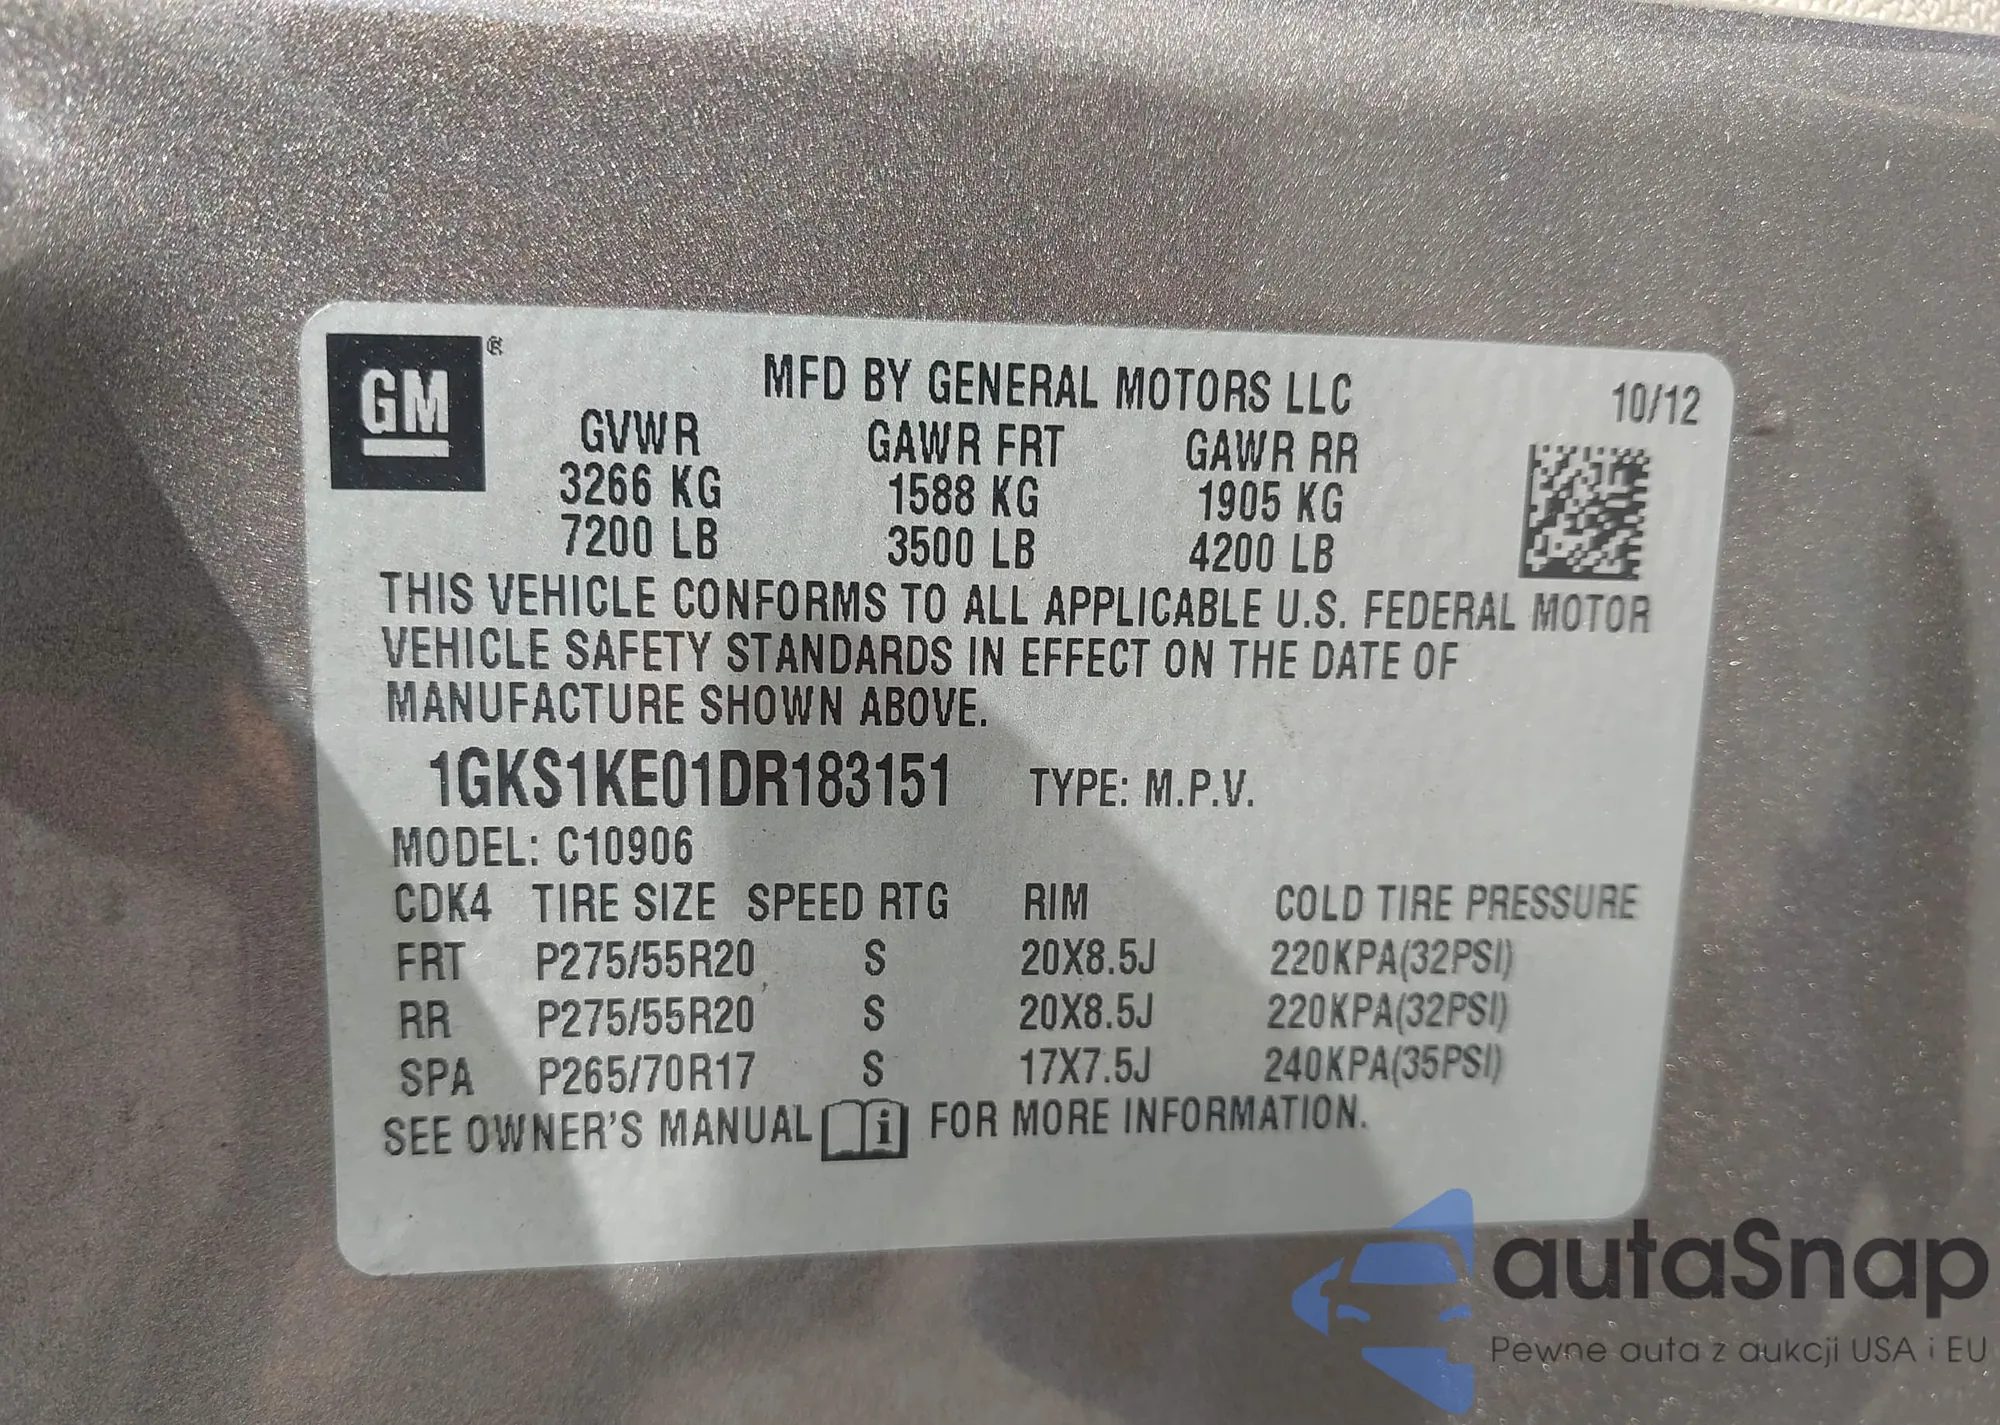 GM ®
MFD BY GENERAL MOTORS LLC 10/12
GVWR GAWR FRT GAWR RR
3266 KG 1588 KG 1905 KG
7200 LB 3500 LB 4200 LB
THIS VEHICLE CONFORMS TO ALL APPLICABLE U.S. FEDERAL MOTOR
VEHICLE SAFETY STANDARDS IN EFFECT ON THE DATE OF
MANUFACTURE SHOWN ABOVE.
1GKS1KE01DR183151 TYPE: M.P.V.
MODEL: C10906
CDK4 TIRE SIZE SPEED RTG RIM COLD TIRE PRESSURE
FRT P275/55R20 S 20X8.5J 220KPA(32PSI)
RR P275/55R20 S 20X8.5J 220KPA(32PSI)
SPA P265/70R17 S 17X7.5J 240KPA(35PSI)
SEE OWNER'S MANUAL i FOR MORE INFORMATION.
autaSnap
Pewne auta z aukcji USA i EU